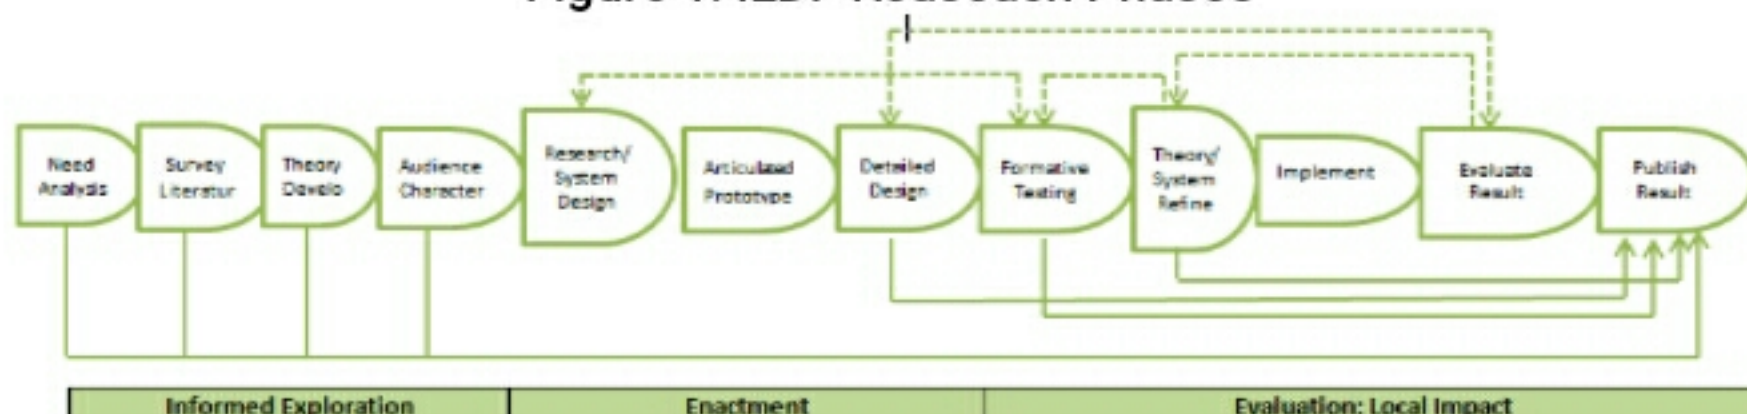 Need
Analysis
Survey
Literatur
Theory
Develo
Audience
Character
Research/
System
Design
Articulated
Prototype
Detailed
Design
Formative
Testing
Theory/
System
Refine
Implement
Evaluate
Result
Publish
Result
Informed Exploration
Enactment
Evaluation: Local Impact